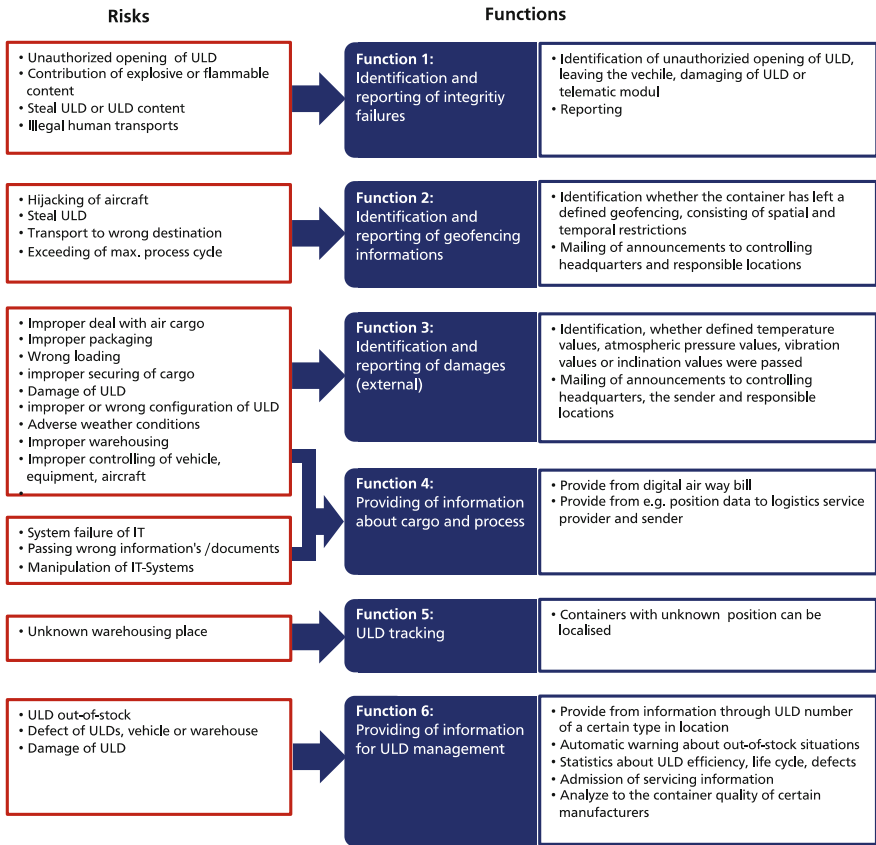 Risks
Functions
• Unauthorized opening of ULD
• Contribution of explosive or flammable
content
• Steal ULD or ULD content
• Illegal human transports
Function 1:
Identification and
reporting of integritiy
failures
• Identification of unauthorizied opening of ULD,
leaving the vechile, damaging of ULD or
telematic modul
• Reporting
• Hijacking of aircraft
• Steal ULD
• Transport to wrong destination
• Exceeding of max. process cycle
Function 2:
Identification and
reporting of geofencing
informations
• Identification whether the container has left a
defined geofencing, consisting of spatial and
temporal restrictions
• Mailing of announcements to controlling
headquarters and responsible locations
• Improper deal with air cargo
• Improper packaging
• Wrong loading
• improper securing of cargo
• Damage of ULD
• improper or wrong configuration of ULD
• Adverse weather conditions
• Improper warehousing
• Improper controlling of vehicle,
equipment, aircraft
•
Function 3:
Identification and
reporting of damages
(external)
• Identification, whether defined temperature
values, atmospheric pressure values, vibration
values or inclination values were passed
• Mailing of announcements to controlling
headquarters, the sender and responsible
locations
• System failure of IT
• Passing wrong information's /documents
• Manipulation of IT-Systems
Function 4:
Providing of information
about cargo and process
• Provide from digital air way bill
• Provide from e.g. position data to logistics service
provider and sender
• Unknown warehousing place
Function 5:
ULD tracking
• Containers with unknown position can be
localised
• ULD out-of-stock
• Defect of ULDs, vehicle or warehouse
• Damage of ULD
Function 6:
Providing of information
for ULD management
• Provide from information through ULD number
of a certain type in location
• Automatic warning about out-of-stock situations
• Statistics about ULD efficiency, life cycle, defects
• Admission of servicing information
• Analyze to the container quality of certain
manufacturers